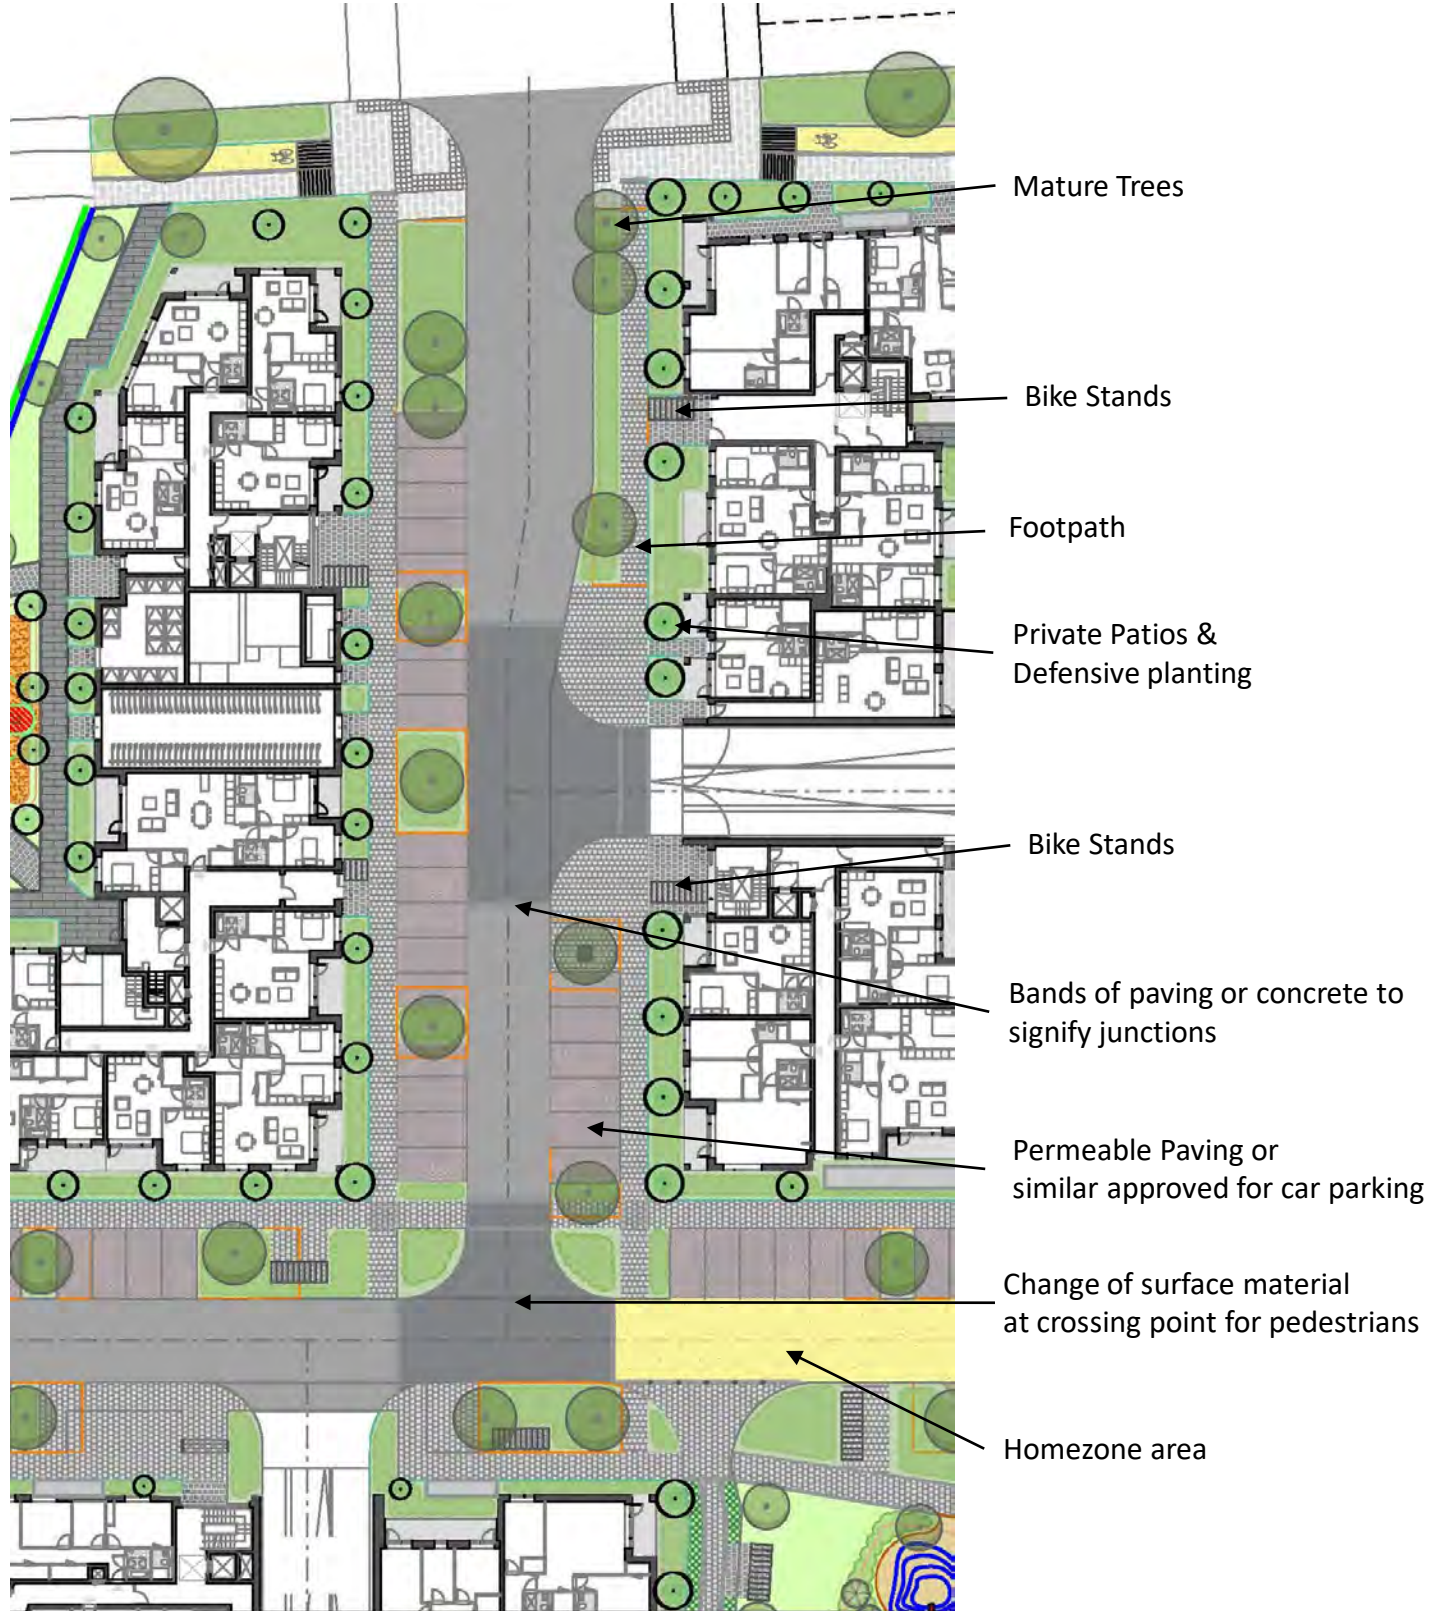 Mature Trees
Bike Stands
Footpath
Private Patios &
Defensive planting
Bike Stands
Bands of paving or concrete to
signify junctions
Permeable Paving or
similar approved for car parking
Change of surface material
at crossing point for pedestrians
Homezone area